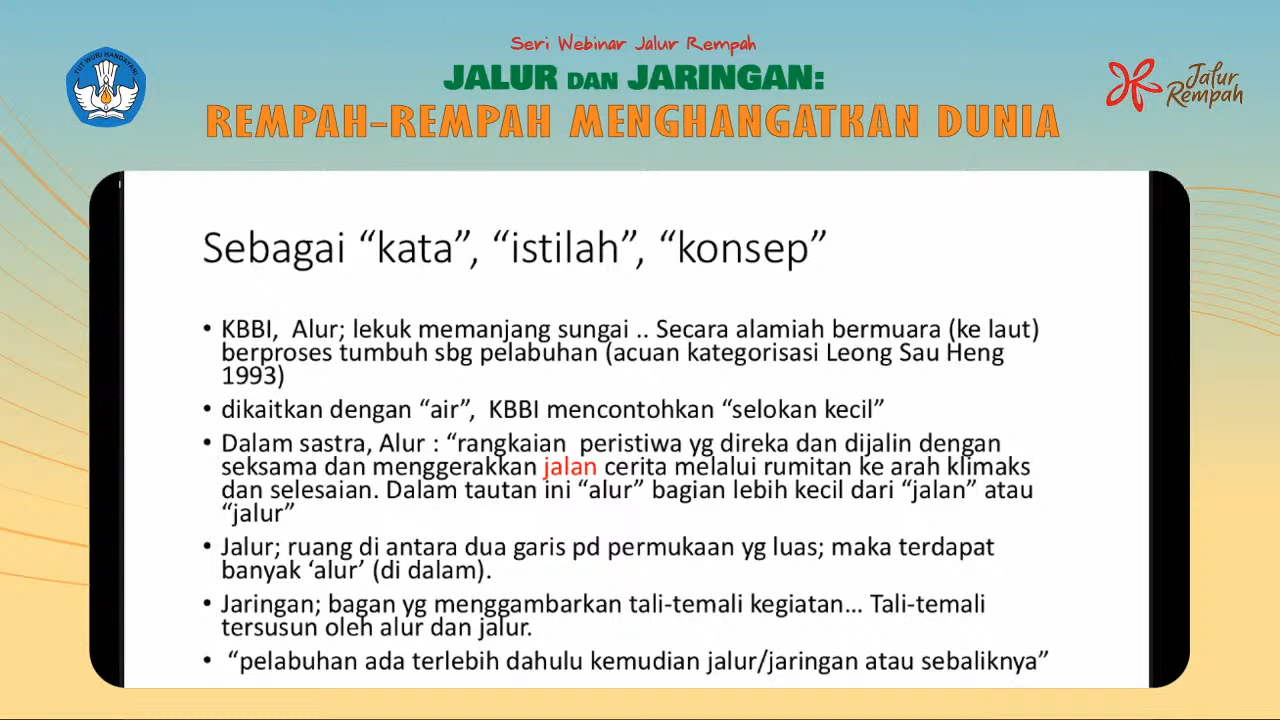 Seri Webinar Jalur Rempah
JALUR DAN JARINGAN:
REMPAH-REMPAH MENGHANGATKAN DUNIA
TUT WURI HANDAYANI
Jalur
Rempah
Sebagai “kata”, “istilah”, “konsep”
• KBBI,  Alur; lekuk memanjang sungai .. Secara alamiah bermuara (ke laut)
berproses tumbuh sbg pelabuhan (acuan kategorisasi Leong Sau Heng
1993)
• dikaitkan dengan “air”,  KBBI mencontohkan “selokan kecil”
• Dalam sastra, Alur : “rangkaian  peristiwa yg direka dan dijalin dengan
seksama dan menggerakkan jalan cerita melalui rumitan ke arah klimaks
dan selesaian. Dalam tautan ini “alur” bagian lebih kecil dari “jalan” atau
“jalur”
• Jalur; ruang di antara dua garis pd permukaan yg luas; maka terdapat
banyak ‘alur’ (di dalam).
• Jaringan; bagan yg menggambarkan tali-temali kegiatan... Tali-temali
tersusun oleh alur dan jalur.
• “pelabuhan ada terlebih dahulu kemudian jalur/jaringan atau sebaliknya”